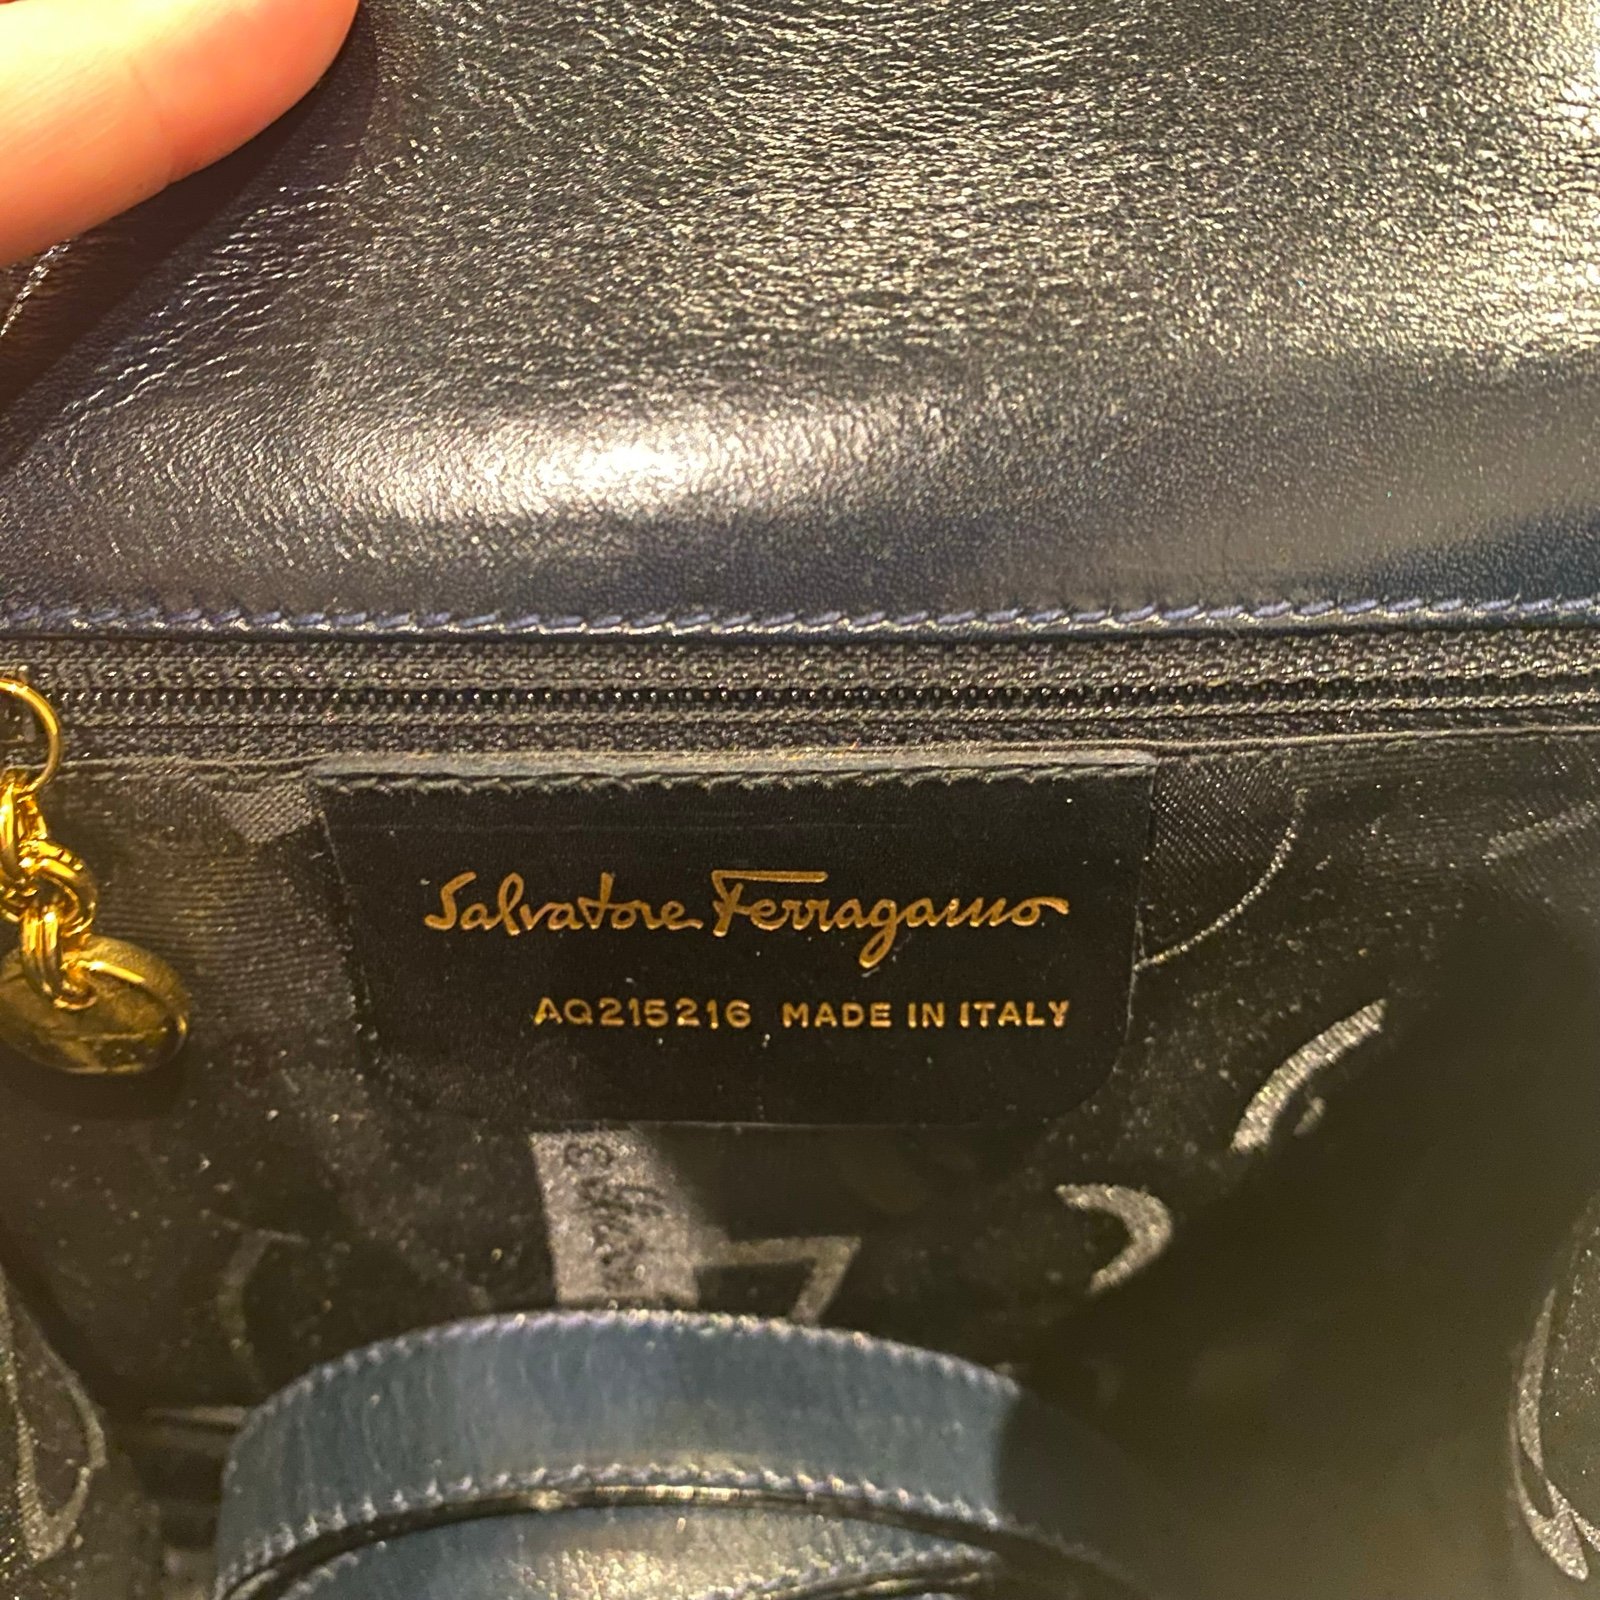 Salvatore Ferragamo
AQ215216 MADE IN ITALY